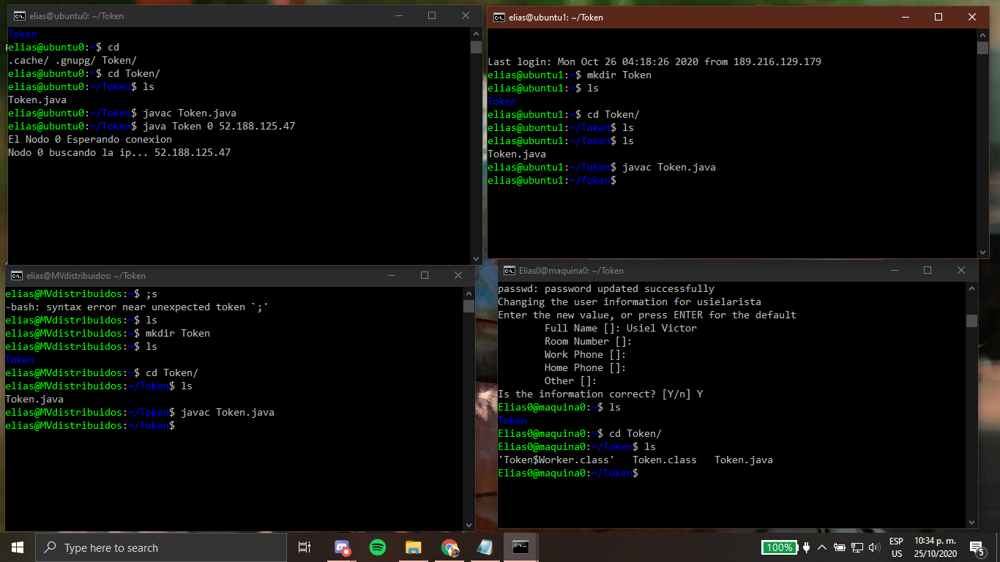 elias@ubuntu0: ~/Token
Token
elias@ubuntu0:~$ cd
.cache/ .gnupg/ Token/
elias@ubuntu0:~$ cd Token/
elias@ubuntu0:~/Token$ ls
Token.java
elias@ubuntu0:~/Token$ javac Token.java
elias@ubuntu0:~/Token$ java Token 0 52.188.125.47
El Nodo 0 Esperando conexion
Nodo 0 buscando la ip... 52.188.125.47
elias@ubuntu1: ~/Token
Last login: Mon Oct 26 04:18:26 2020 from 189.216.129.179
elias@ubuntu1:~$ mkdir Token
elias@ubuntu1:~$ ls
Token
elias@ubuntu1:~$ cd Token/
elias@ubuntu1:~/Token$ ls
elias@ubuntu1:~/Token$ ls
Token.java
elias@ubuntu1:~/Token$ javac Token.java
elias@ubuntu1:~/Token$
elias@MVdistribuidos: ~/Token
elias@MVdistribuidos:~$ ;s
-bash: syntax error near unexpected token `;'
elias@MVdistribuidos:~$ ls
elias@MVdistribuidos:~$ mkdir Token
elias@MVdistribuidos:~$ ls
Token
elias@MVdistribuidos:~$ cd Token/
elias@MVdistribuidos:~/Token$ ls
Token.java
elias@MVdistribuidos:~/Token$ javac Token.java
elias@MVdistribuidos:~/Token$
Elias0@maquina0: ~/Token
passwd: password updated successfully
Changing the user information for usielarista
Enter the new value, or press ENTER for the default
Full Name []: Usiel Victor
Room Number []:
Work Phone []:
Home Phone []:
Other []:
Is the information correct? [Y/n] Y
Elias0@maquina0:~$ ls
Token
Elias0@maquina0:~$ cd Token/
Elias0@maquina0:~/Token$ ls
'Token$Worker.class'   Token.class   Token.java
Elias0@maquina0:~/Token$
Type here to search
100%
ESP
US
10:34 p. m.
25/10/2020
5